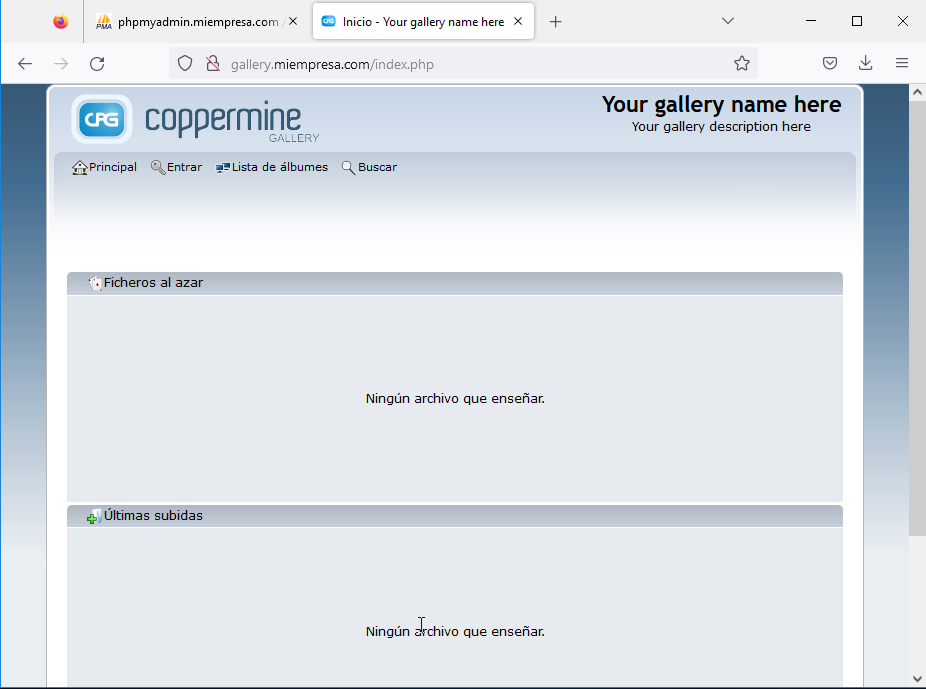 phpmyadmin.miempresa.com /
Inicio - Your gallery name here
gallery.miempresa.com/index.php
CPG coppermine
GALLERY
Your gallery name here
Your gallery description here
Principal Entrar Lista de álbumes Buscar
Ficheros al azar
Ningún archivo que enseñar.
Últimas subidas
Ningún archivo que enseñar.